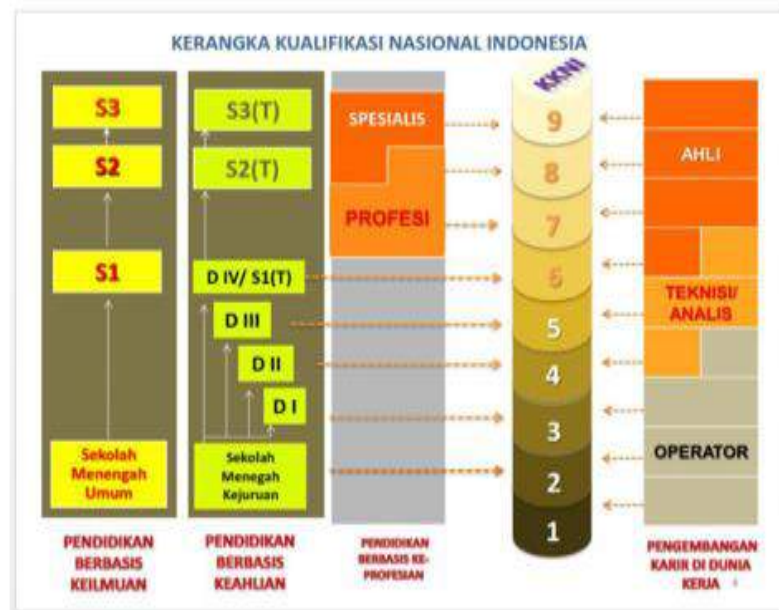 KERANGKA KUALIFIKASI NASIONAL INDONESIA
S3
S2
S1
Sekolah
Menengah
Umum
PENDIDIKAN
BERBASIS
KEILMUAN
S3(T)
S2(T)
D IV/ S1(T)
D III
D II
D I
Sekolah
Menegah
Kejuruan
PENDIDIKAN
BERBASIS
KEAHLIAN
SPESIALIS
PROFESI
PENDIDIKAN
BERBASIS KE-
PROFESIAN
KKNI
9
8
7
6
5
4
3
2
1
AHLI
TEKNISI/
ANALIS
OPERATOR
PENGEMBANGAN
KARIR DI DUNIA
KERJA